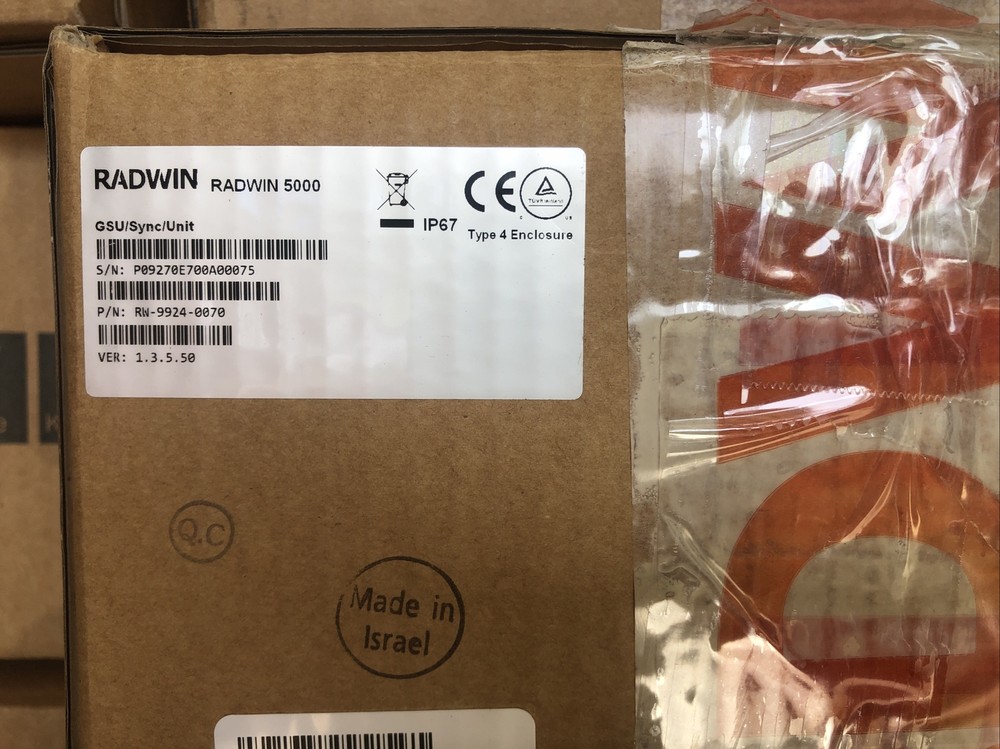 RADWIN RADWIN 5000
GSU/Sync/Unit
IP67
Type 4 Enclosure
S/N: P09270E700A00075
P/N: RW-9924-0070
VER: 1.3.5.50
Q.C
Made in
Israel